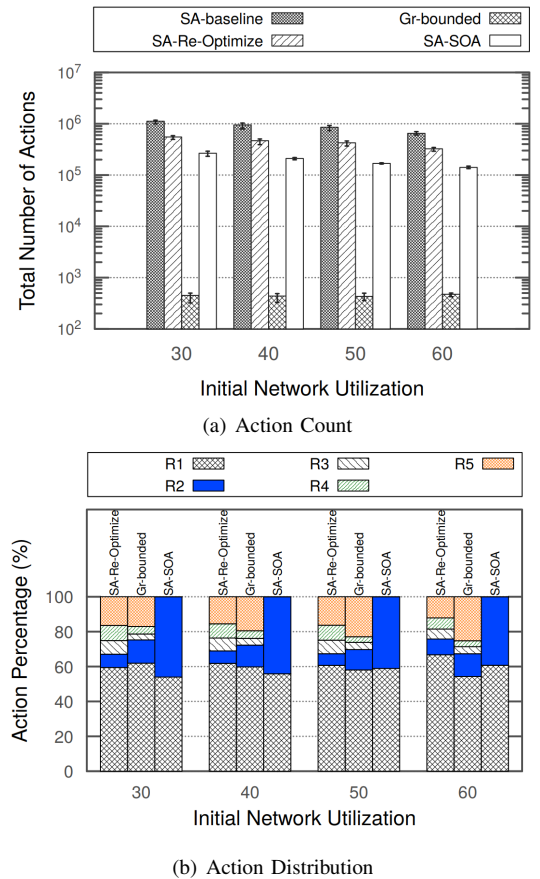 SA-baseline Gr-bounded
SA-Re-Optimize SA-SOA
10^7
10^6
10^5
10^4
10^3
10^2
Total Number of Actions
30 40 50 60
Initial Network Utilization
(a) Action Count
R1 R3 R5
R2 R4
SA-Re-Optimize Gr-bounded SA-SOA SA-Re-Optimize Gr-bounded SA-SOA SA-Re-Optimize Gr-bounded SA-SOA SA-Re-Optimize Gr-bounded SA-SOA
100
80
60
40
20
0
Action Percentage (%)
30 40 50 60
Initial Network Utilization
(b) Action Distribution